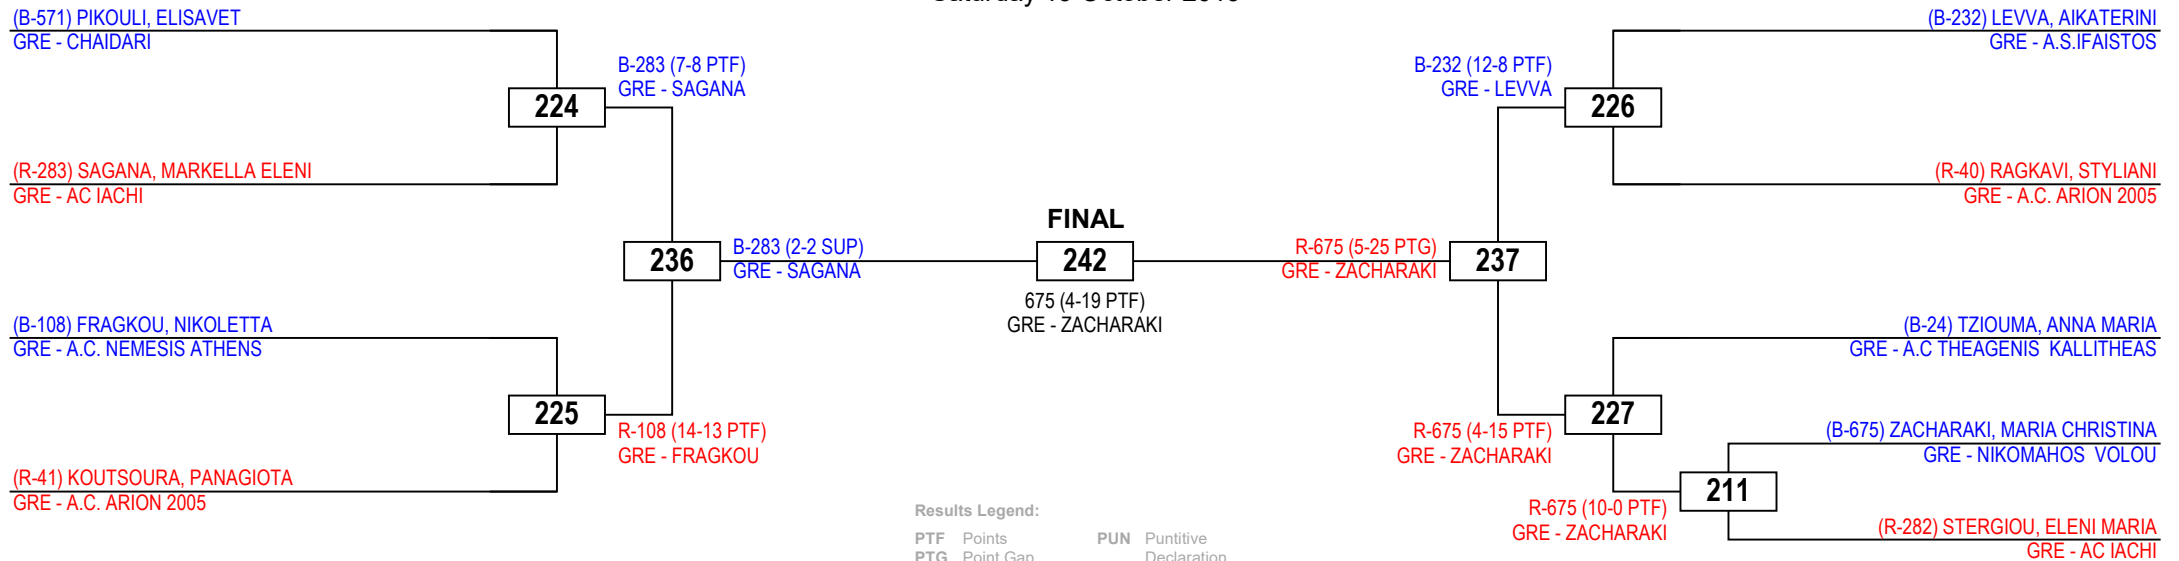 (B-571) PIKOULI, ELISAVET
GRE - CHAIDARI
B-283 (7-8 PTF)
GRE - SAGANA
224
(R-283) SAGANA, MARKELLA ELENI
GRE - AC IACHI
236
B-283 (2-2 SUP)
GRE - SAGANA
(B-108) FRAGKOU, NIKOLETTA
GRE - A.C. NEMESIS ATHENS
225
R-108 (14-13 PTF)
GRE - FRAGKOU
(R-41) KOUTSOURA, PANAGIOTA
GRE - A.C. ARION 2005
FINAL
242
675 (4-19 PTF)
GRE - ZACHARAKI
(B-232) LEVVA, AIKATERINI
GRE - A.S.IFAISTOS
B-232 (12-8 PTF)
GRE - LEVVA
226
(R-40) RAGKAVI, STYLIANI
GRE - A.C. ARION 2005
R-675 (5-25 PTG)
GRE - ZACHARAKI
237
(B-24) TZIOUMA, ANNA MARIA
GRE - A.C THEAGENIS KALLITHEAS
227
R-675 (4-15 PTF)
GRE - ZACHARAKI
(B-675) ZACHARAKI, MARIA CHRISTINA
GRE - NIKOMAHOS VOLOU
211
R-675 (10-0 PTF)
GRE - ZACHARAKI
(R-282) STERGIOU, ELENI MARIA
GRE - AC IACHI
Results Legend:
PTF Points PUN Puntitive
PTG Point Gap Declaration